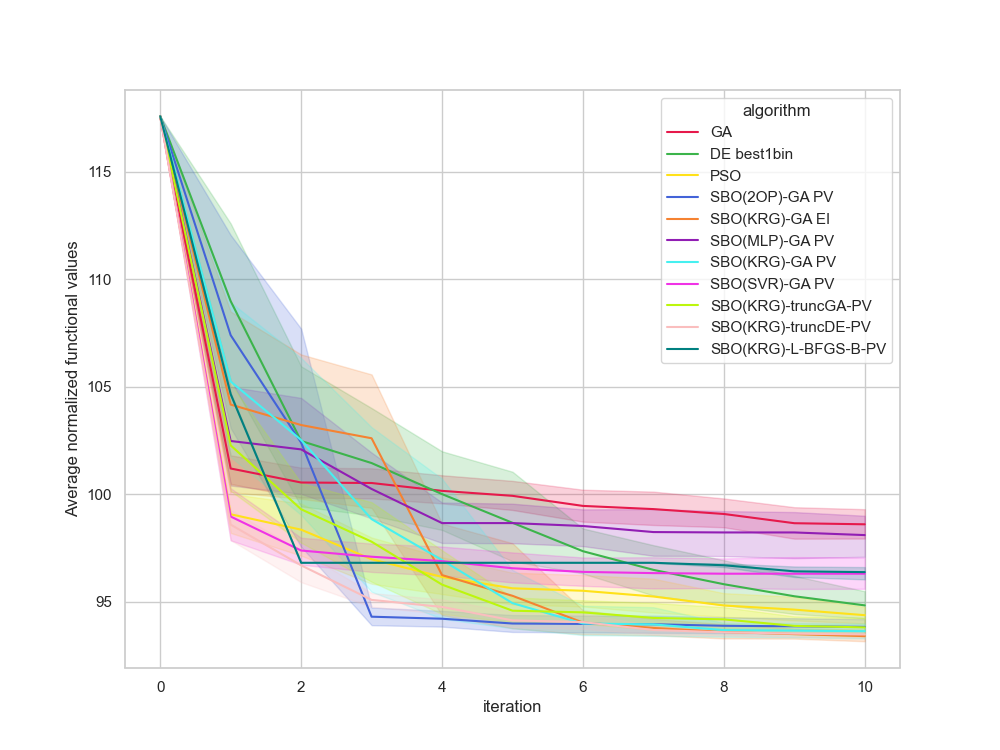 algorithm
GA
DE best1bin
PSO
SBO(2OP)-GA PV
SBO(KRG)-GA EI
SBO(MLP)-GA PV
SBO(KRG)-GA PV
SBO(SVR)-GA PV
SBO(KRG)-truncGA-PV
SBO(KRG)-truncDE-PV
SBO(KRG)-L-BFGS-B-PV
Average normalized functional values
115
110
105
100
95
0 2 4 6 8 10
iteration